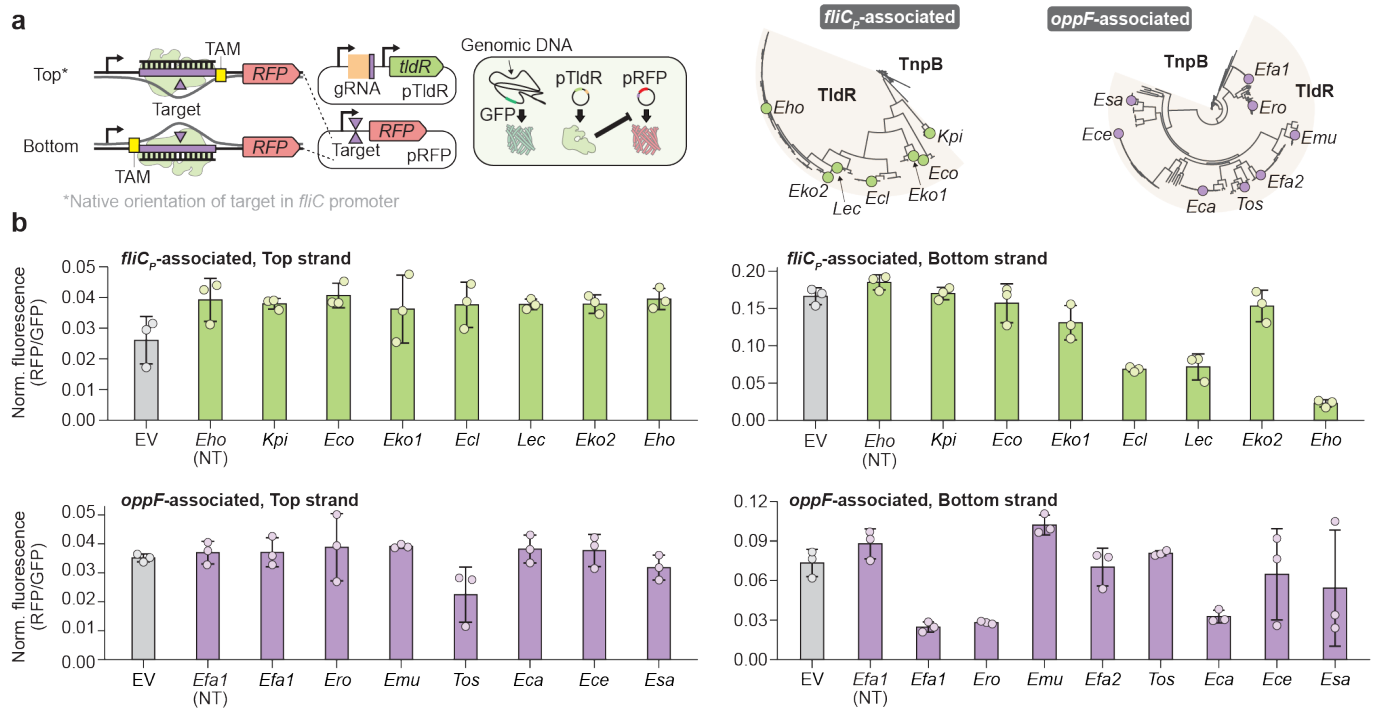 a
Top*
TAM
RFP
Target
Bottom
RFP
TAM
*Native orientation of target in fliC promoter
gRNA
tldR
pTldR
RFP
Target
pRFP
Genomic DNA
pTldR
pRFP
GFP
fliCP-associated
TnpB
TldR
Eho
Kpi
Eco
Eko1
Ecl
Lec
Eko2
oppF-associated
TnpB
Efa1
TldR
Ero
Esa
Ece
Emu
Efa2
Tos
Eca
b
fliCP-associated, Top strand
Norm. fluorescence
(RFP/GFP)
0.05
0.04
0.03
0.02
0.01
0.00
EV Eho Kpi Eco Eko1 Ecl Lec Eko2 Eho
(NT)
fliCP-associated, Bottom strand
0.20
0.15
0.10
0.05
0.00
EV Eho Kpi Eco Eko1 Ecl Lec Eko2 Eho
(NT)
oppF-associated, Top strand
Norm. fluorescence
(RFP/GFP)
0.05
0.04
0.03
0.02
0.01
0.00
EV Efa1 Efa1 Ero Emu Tos Eca Ece Esa
(NT)
oppF-associated, Bottom strand
0.12
0.09
0.06
0.03
0.00
EV Efa1 Efa1 Ero Emu Efa2 Tos Eca Ece Esa
(NT)